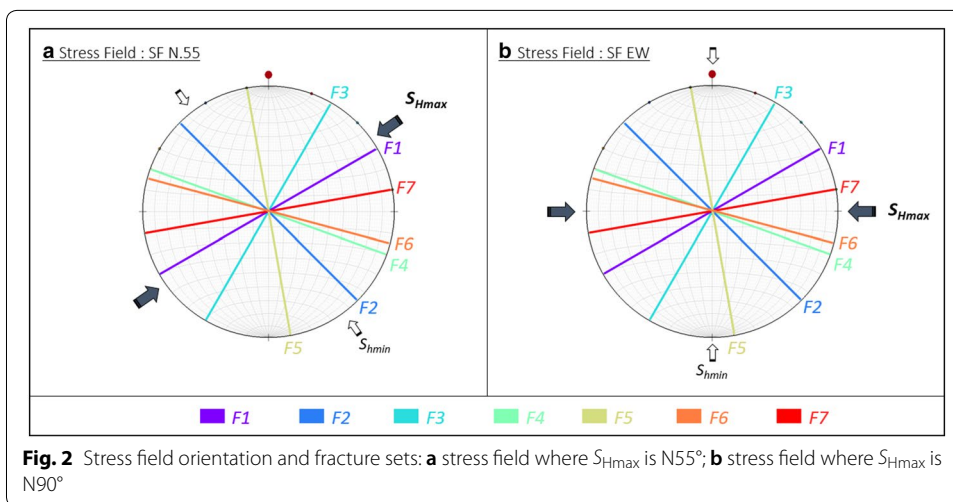 a Stress Field : SF N.55
F3
SHmax
F1
F7
F6
F4
F2
F5
Shmin
b Stress Field : SF EW
F3
F1
F7
SHmax
F6
F4
F2
F5
Shmin
F1 F2 F3 F4 F5 F6 F7
Fig. 2 Stress field orientation and fracture sets: a stress field where SHmax is N55°; b stress field where SHmax is
N90°